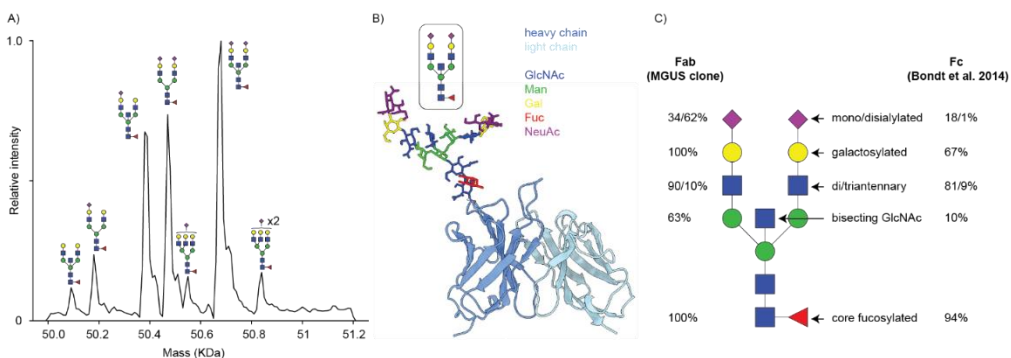 A)
1.0
Relative intensity
0.0
x2
50.0 50.2 50.4 50.6 50.8 51.0 51.2
Mass (KDa)
B)
heavy chain
light chain
GlcNAc
Man
Gal
Fuc
NeuAc
C)
Fab Fc
(MGUS clone) (Bondt et al. 2014)
34/62% mono/disialylated 18/1%
100% galactosylated 67%
90/10% di/triantennary 81/9%
63% bisecting GlcNAc 10%
100% core fucosylated 94%